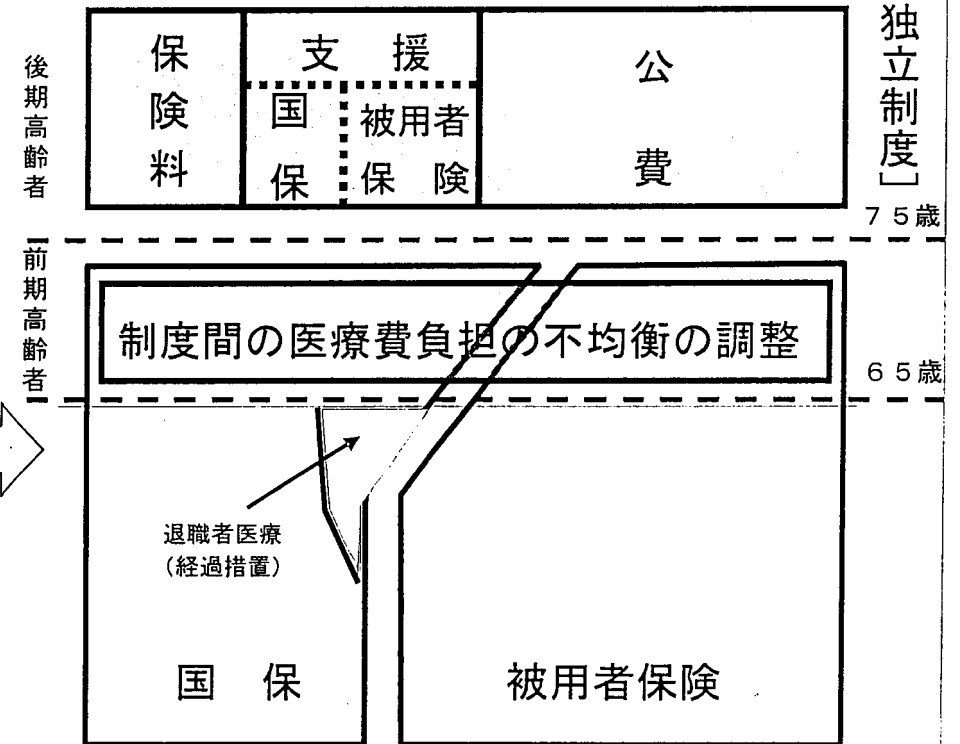 後期高齢者
保険料
支援
国保
被用者保険
公費
独立制度］
７５歳
前期高齢者
制度間の医療費負担の不均衡の調整
６５歳
退職者医療
（経過措置）
国保
被用者保険